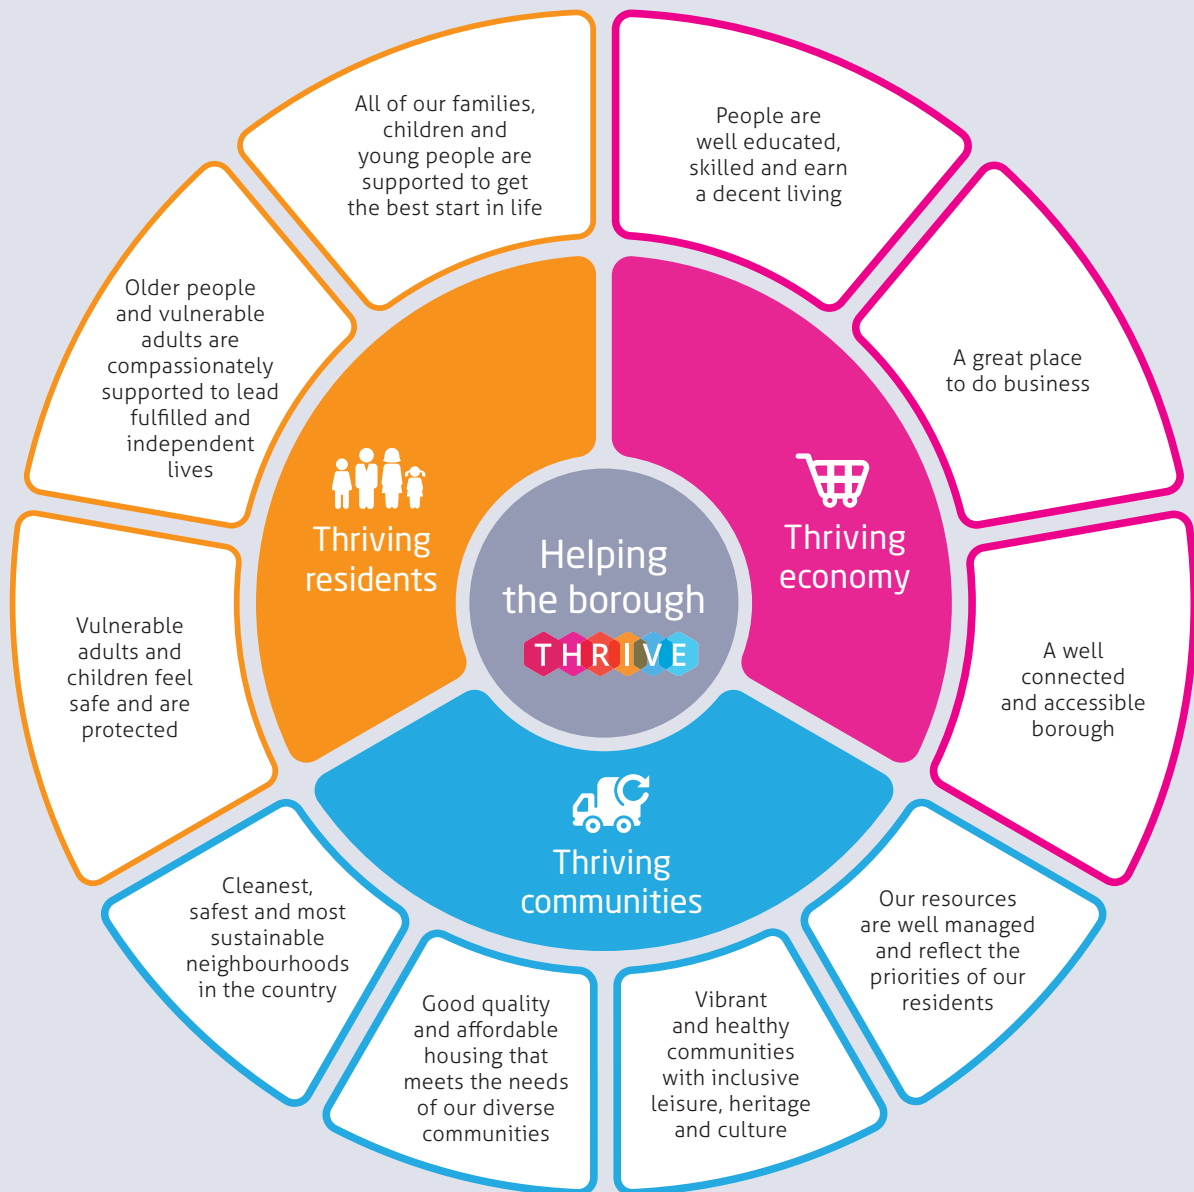 All of our families,
children and
young people are
supported to get
the best start in life
People are
well educated,
skilled and earn
a decent living
Older people
and vulnerable
adults are
compassionately
supported to lead
fulfilled and
independent
lives
A great place
to do business
Thriving
residents
Helping
the borough
THRIVE
Thriving
economy
Vulnerable
adults and
children feel
safe and are
protected
A well
connected
and accessible
borough
Thriving
communities
Cleanest,
safest and most
sustainable
neighbourhoods
in the country
Good quality
and affordable
housing that
meets the needs
of our diverse
communities
Vibrant
and healthy
communities
with inclusive
leisure, heritage
and culture
Our resources
are well managed
and reflect the
priorities of our
residents